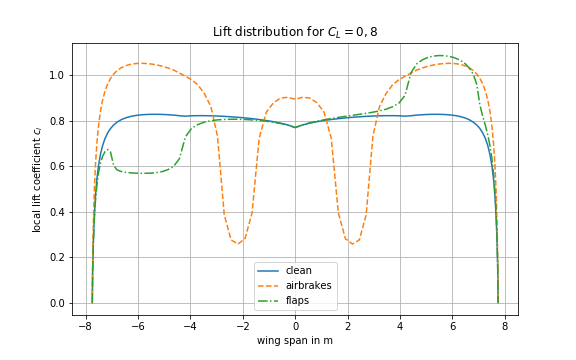 Lift distribution for C_L = 0, 8
local lift coefficient c_l
1.0
0.8
0.6
0.4
0.2
0.0
clean
airbrakes
flaps
−8 −6 −4 −2 0 2 4 6 8
wing span in m